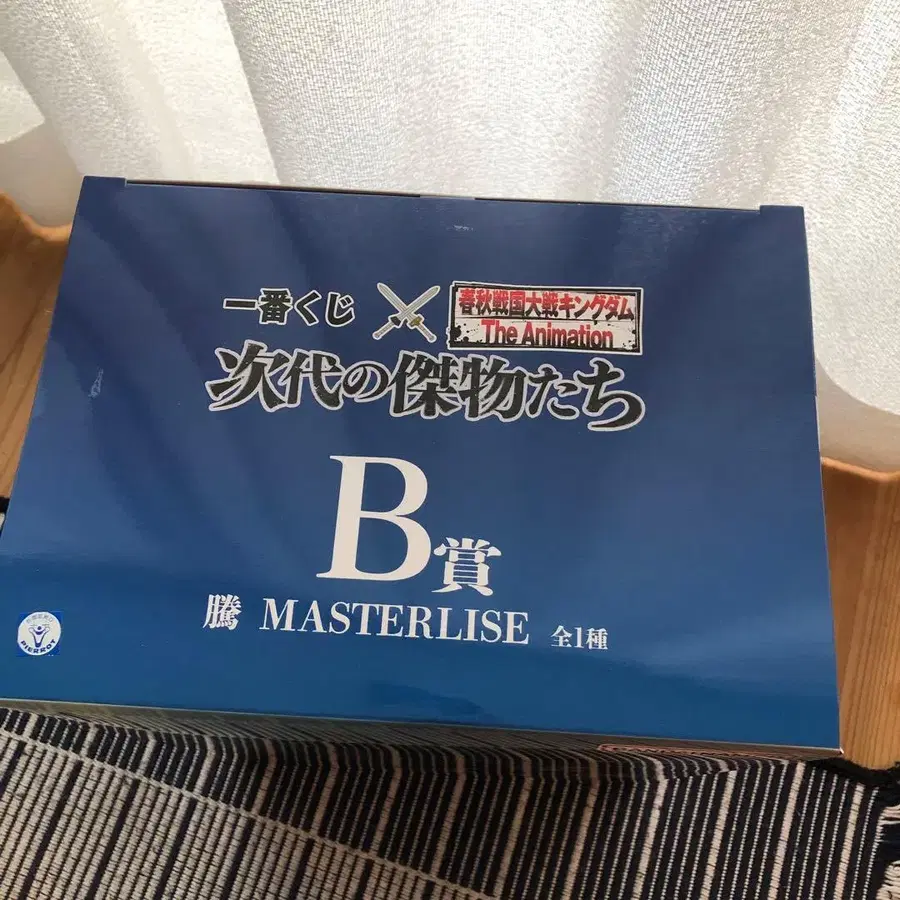 一番くじ
春秋戦国大戦キングダム
The Animation
次代の傑物たち
B賞
騰 MASTERLISE 全1種
PIERROT